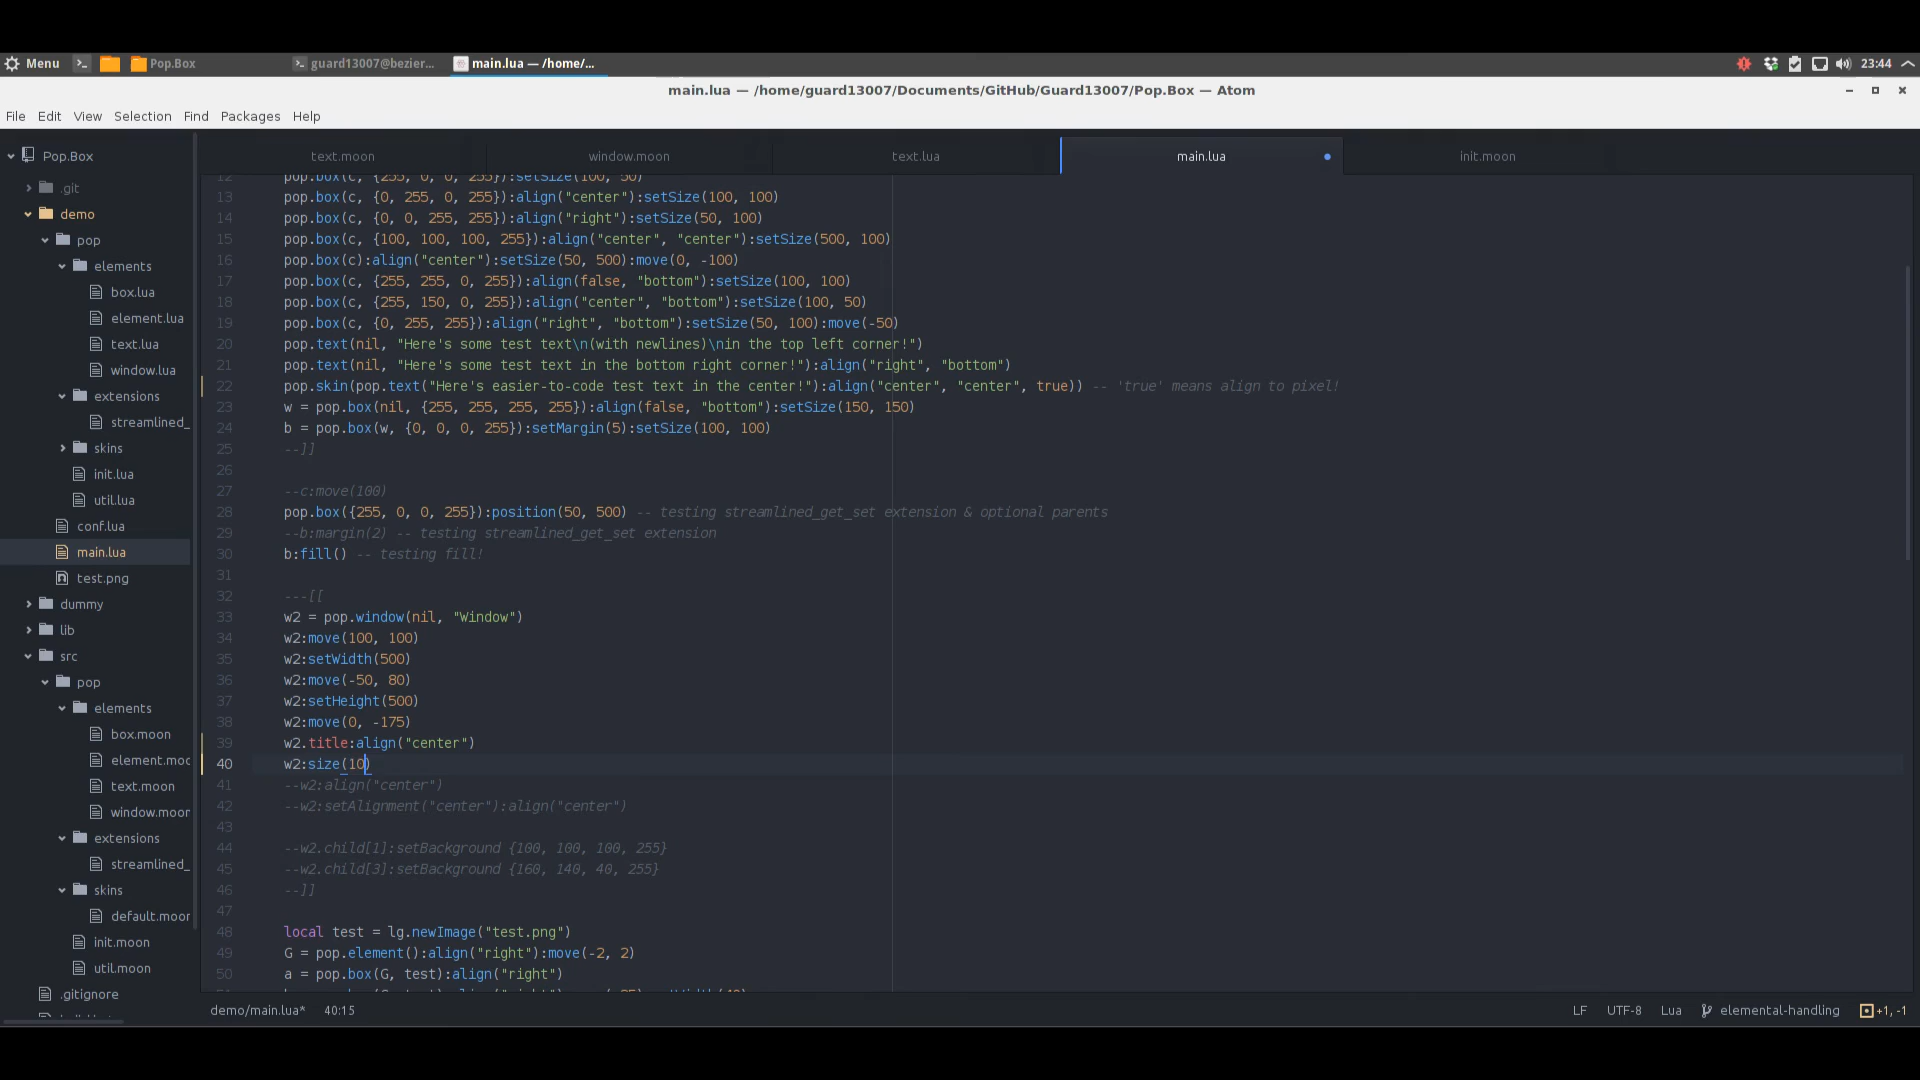 Menu
Pop.Box
guard13007@bezier...
main.lua — /home/...
23:44
main.lua — /home/guard13007/Documents/GitHub/Guard13007/Pop.Box — Atom
File Edit View Selection Find Packages Help
Pop.Box
.git
demo
pop
elements
box.lua
element.lua
text.lua
window.lua
extensions
streamlined_
skins
init.lua
util.lua
conf.lua
main.lua
test.png
dummy
lib
src
pop
elements
box.moon
element.moo
text.moon
window.moon
extensions
streamlined_
skins
default.moon
init.moon
util.moon
.gitignore
text.moon
window.moon
text.lua
main.lua
init.moon
12 pop.box(c, {255, 0, 0, 255}):setSize(100, 50)
13 pop.box(c, {0, 255, 0, 255}):align("center"):setSize(100, 100)
14 pop.box(c, {0, 0, 255, 255}):align("right"):setSize(50, 100)
15 pop.box(c, {100, 100, 100, 255}):align("center", "center"):setSize(500, 100)
16 pop.box(c):align("center"):setSize(50, 500):move(0, -100)
17 pop.box(c, {255, 255, 0, 255}):align(false, "bottom"):setSize(100, 100)
18 pop.box(c, {255, 150, 0, 255}):align("center", "bottom"):setSize(100, 50)
19 pop.box(c, {0, 255, 255}):align("right", "bottom"):setSize(50, 100):move(-50)
20 pop.text(nil, "Here's some test text\n(with newlines)\nin the top left corner!")
21 pop.text(nil, "Here's some test text in the bottom right corner!"):align("right", "bottom")
22 pop.skin(pop.text("Here's easier-to-code test text in the center!"):align("center", "center", true)) -- 'true' means align to pixel!
23 w = pop.box(nil, {255, 255, 255, 255}):align(false, "bottom"):setSize(150, 150)
24 b = pop.box(w, {0, 0, 0, 255}):setMargin(5):setSize(100, 100)
25 --]]
26
27 --c:move(100)
28 pop.box({255, 0, 0, 255}):position(50, 500) -- testing streamlined_get_set extension & optional parents
29 --b:margin(2) -- testing streamlined_get_set extension
30 b:fill() -- testing fill!
31
32 ---[[
33 w2 = pop.window(nil, "Window")
34 w2:move(100, 100)
35 w2:setWidth(500)
36 w2:move(-50, 80)
37 w2:setHeight(500)
38 w2:move(0, -175)
39 w2.title:align("center")
40 w2:size(10)
41 --w2:align("center")
42 --w2:setAlignment("center"):align("center")
43
44 --w2.child[1]:setBackground {100, 100, 100, 255}
45 --w2.child[3]:setBackground {160, 140, 40, 255}
46 --]]
47
48 local test = lg.newImage("test.png")
49 G = pop.element():align("right"):move(-2, 2)
50 a = pop.box(G, test):align("right")
demo/main.lua* 40:15
LF UTF-8 Lua elemental-handling +1, -1